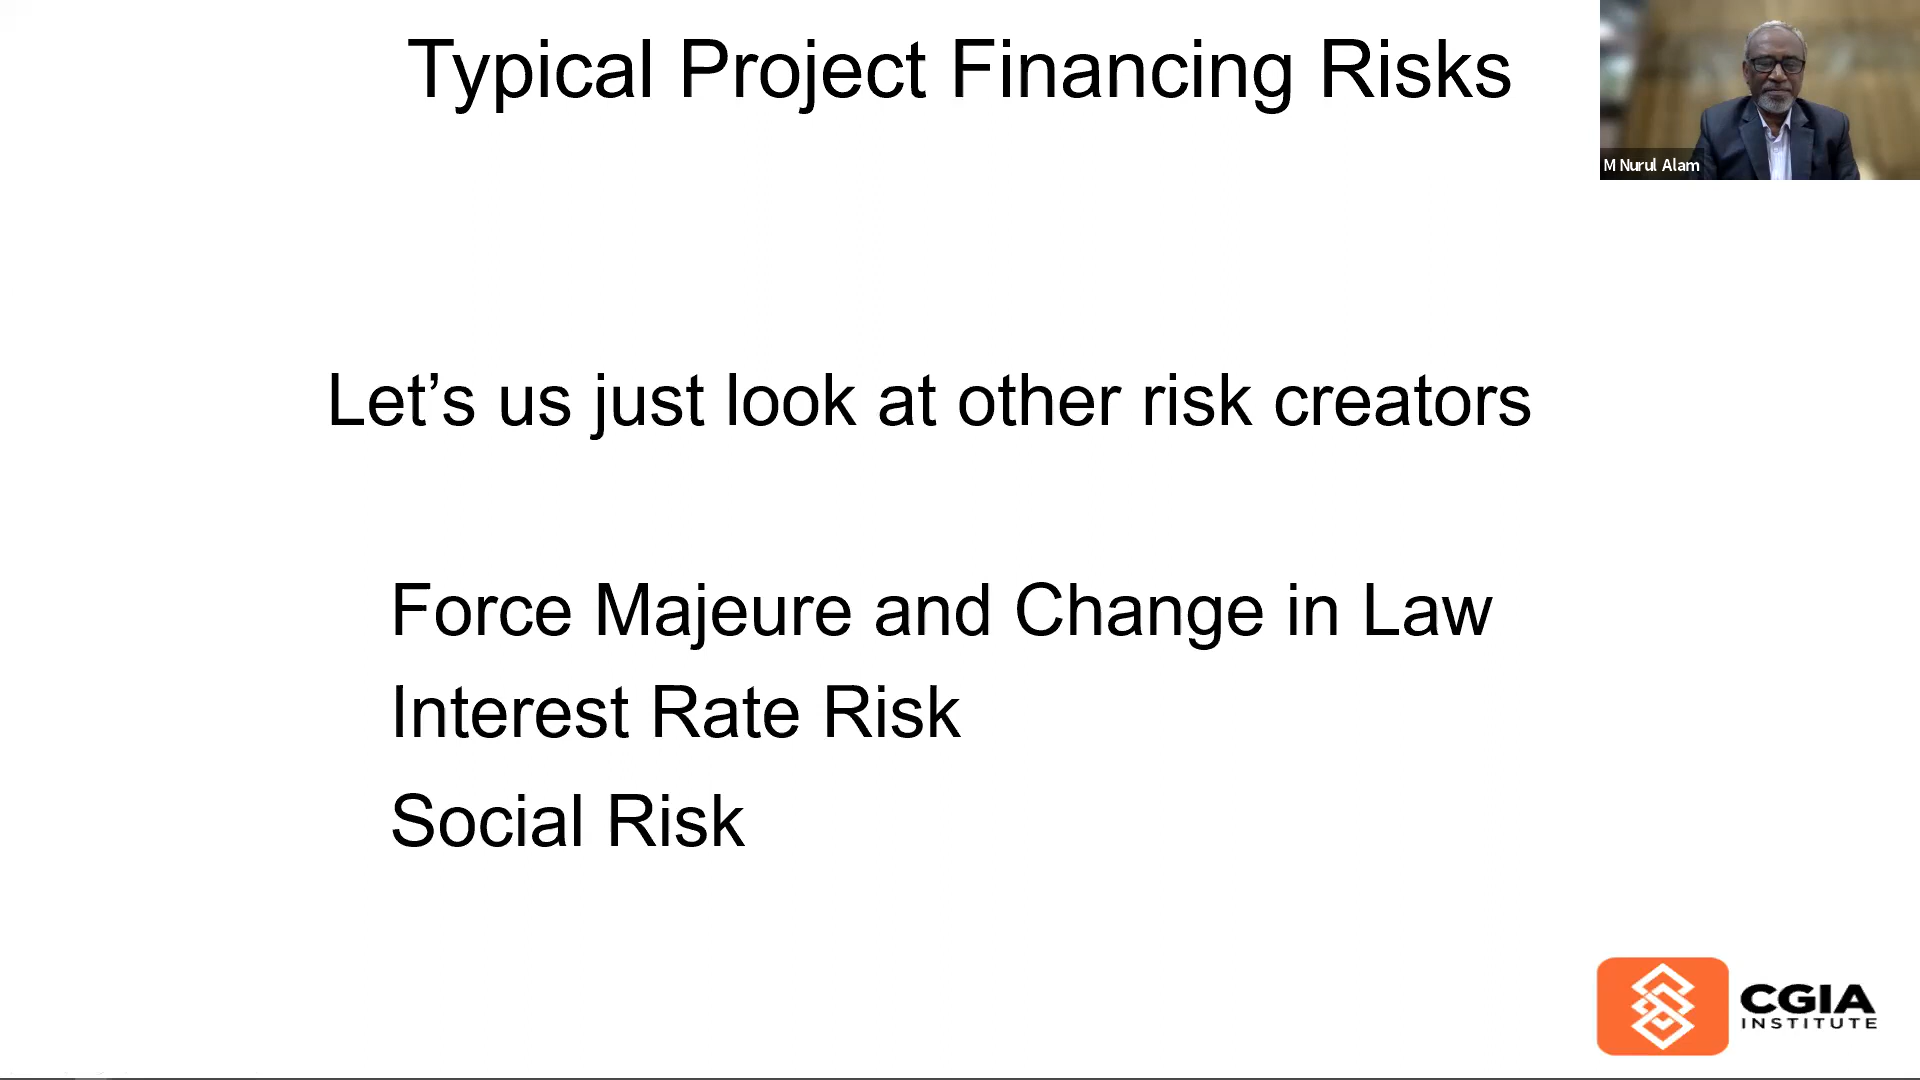 Typical Project Financing Risks
M Nurul Alam
Let’s us just look at other risk creators
Force Majeure and Change in Law
Interest Rate Risk
Social Risk
CGIA
INSTITUTE